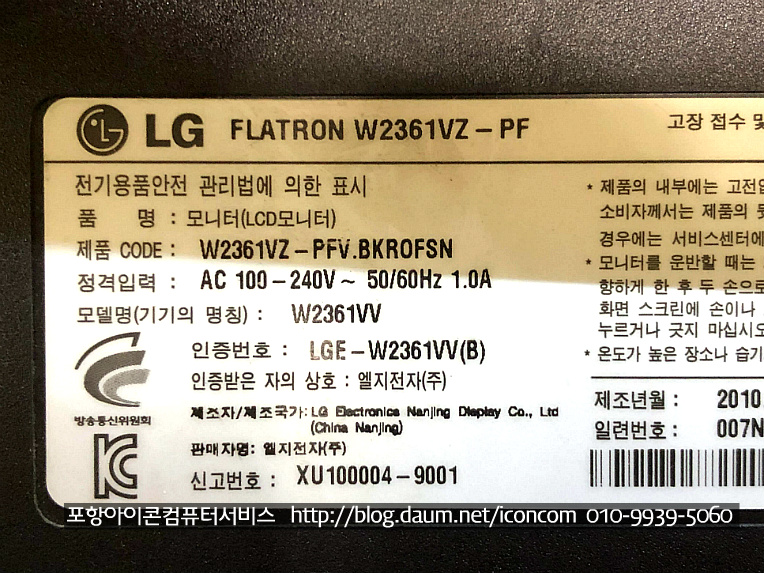 LG FLATRON W2361VZ-PF
고장 접수 및
전기용품안전 관리법에 의한 표시
품 명 : 모니터(LCD모니터)
제품 CODE : W2361VZ-PFV.BKROFSN
정격입력 : AC 100-240V~ 50/60Hz 1.0A
모델명(기기의 명칭) : W2361VV
인증번호 : LGE-W2361VV(B)
인증받은 자의 상호 : 엘지전자(주)
방송통신위원회
제조자/제조국가: LG Electronics Nanjing Display Co., Ltd
(China Nanjing)
판매자명: 엘지전자(주)
신고번호 : XU100004-9001
* 제품의 내부에는 고전압
소비자께서는 제품의 뒷
경우에는 서비스센터에
* 모니터를 운반할 때는
향하게 한 후 두 손으로
화면 스크린에 손이나
누르거나 긋지 마십시오
* 온도가 높은 장소나 습기
제조년월 : 2010.
일련번호 : 007N
포항아이콘컴퓨터서비스 http://blog.daum.net/iconcom 010-9939-5060